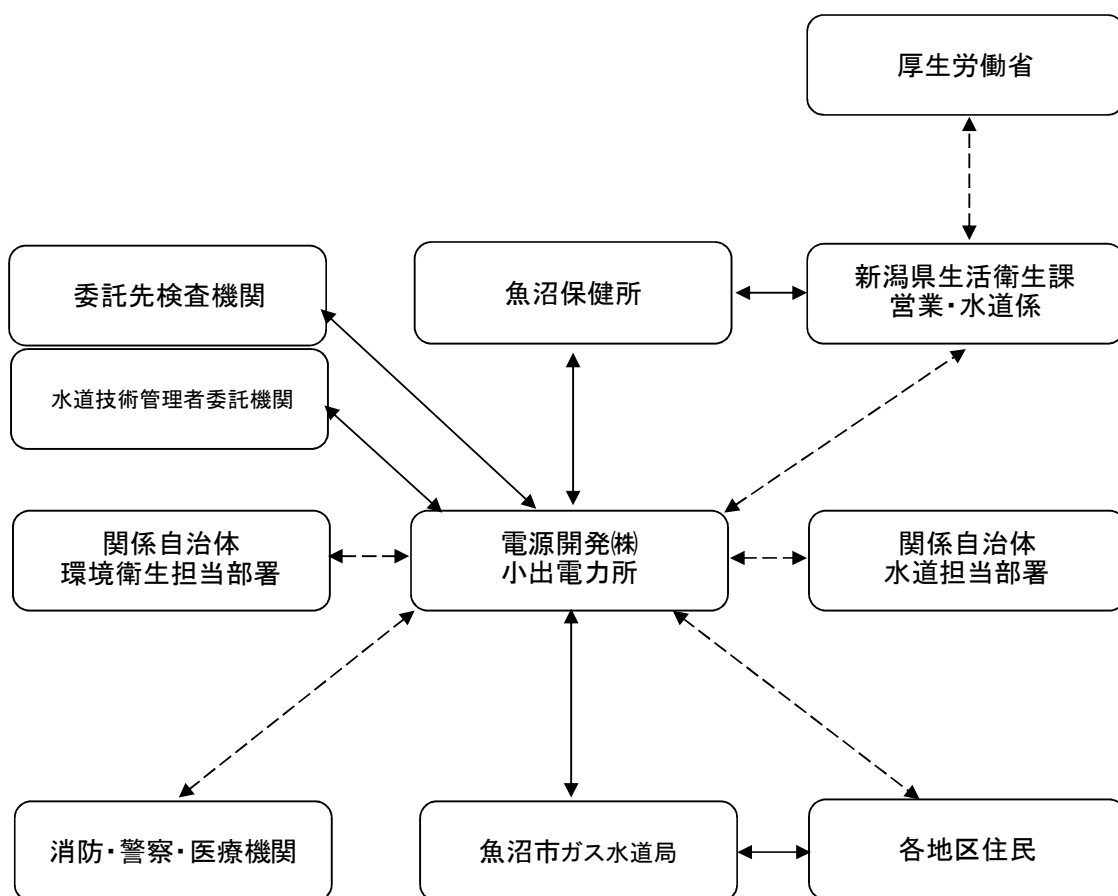 厚生労働省
委託先検査機関
魚沼保健所
新潟県生活衛生課
営業・水道係
水道技術管理者委託機関
関係自治体
環境衛生担当部署
電源開発㈱
小出電力所
関係自治体
水道担当部署
消防・警察・医療機関
魚沼市ガス水道局
各地区住民